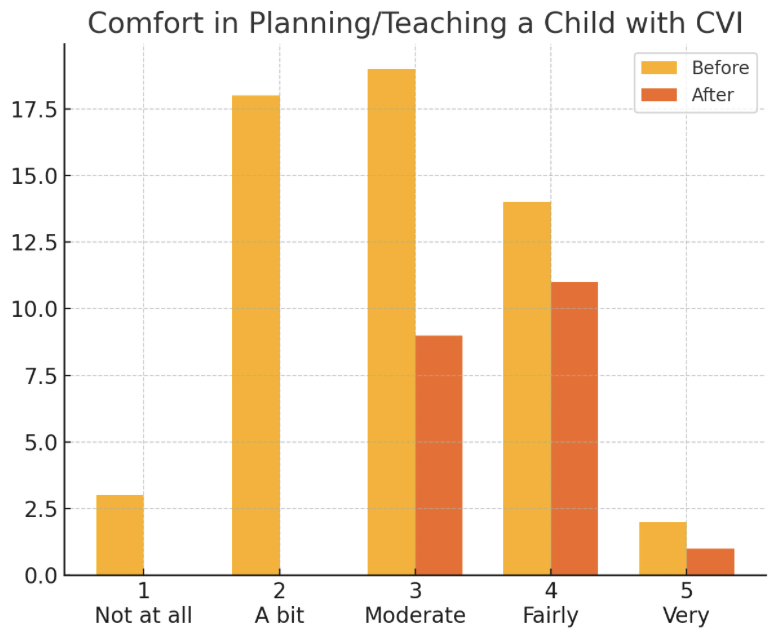 Comfort in Planning/Teaching a Child with CVI
Before
After
17.5
15.0
12.5
10.0
7.5
5.0
2.5
0.0
1 2 3 4 5
Not at all A bit Moderate Fairly Very